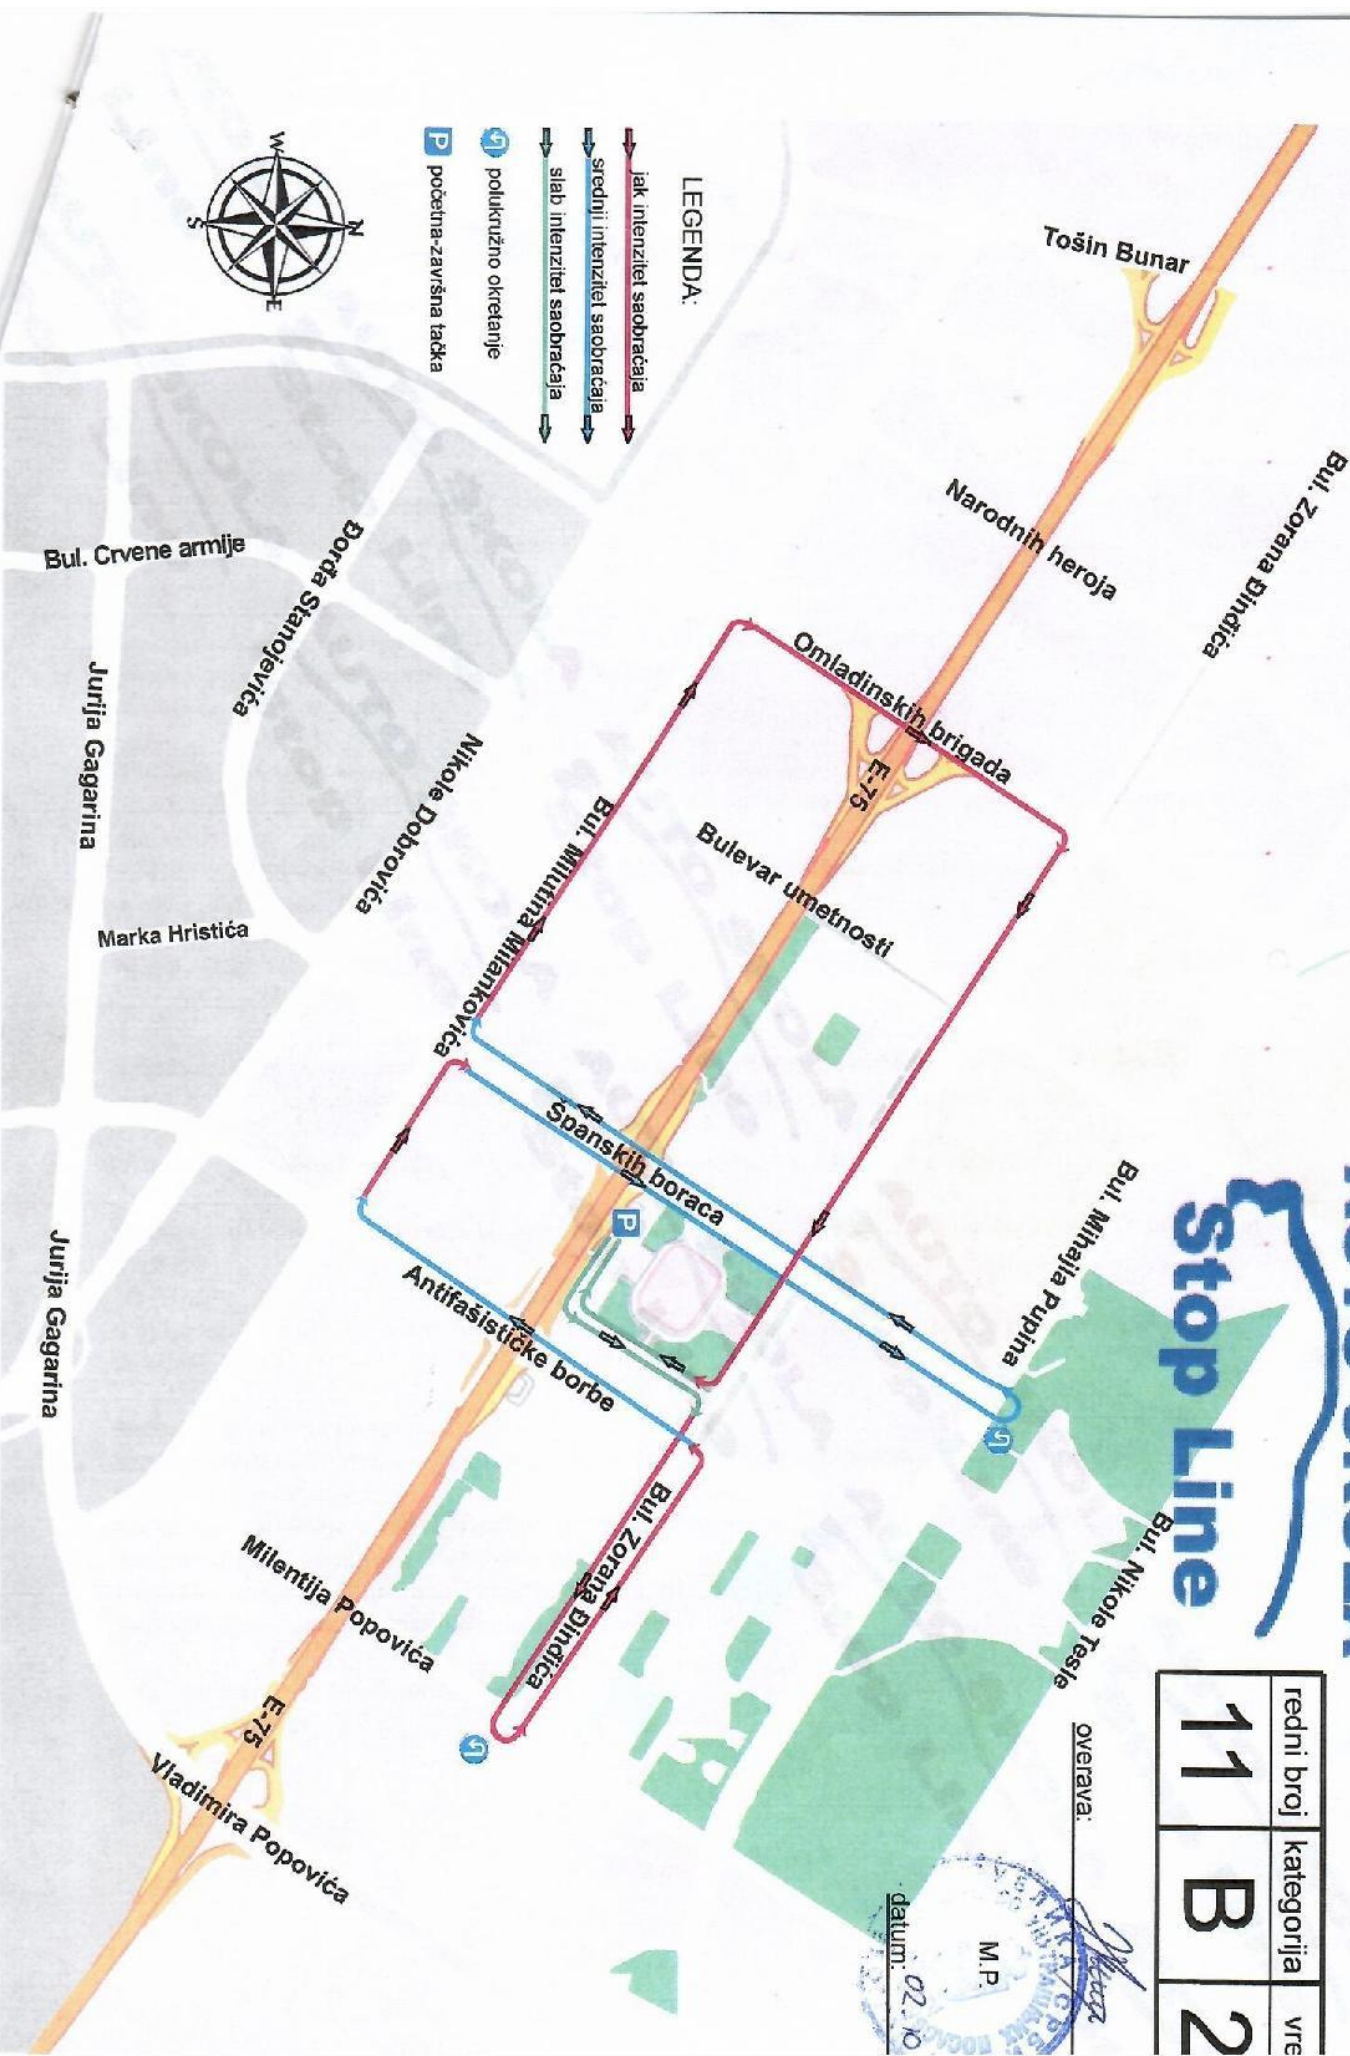 Stop Line
redni broj
kategorija
vre
11
B
2
overava:
M.P.
datum: 02. 10
LEGENDA:
jak intenzitet saobraćaja
srednji intenzitet saobraćaja
slab intenzitet saobraćaja
polukružno okretanje
P početna-završna tačka
W
N
S
E
Tošin Bunar
Bul. Zorana Đinđića
Narodnih heroja
Omladinskih brigada
E-75
Bulevar umetnosti
Bul. Milutina Milankovića
Nikole Dobrovića
Đorđa Stanojevića
Bul. Crvene armije
Jurija Gagarina
Marka Hristića
Španskih boraca
P
Bul. Mihajla Pupina
Antifašističke borbe
Bul. Nikole Tesle
Bul. Zorana Đinđića
Jurija Gagarina
Milentija Popovića
E-75
Vladimira Popovića